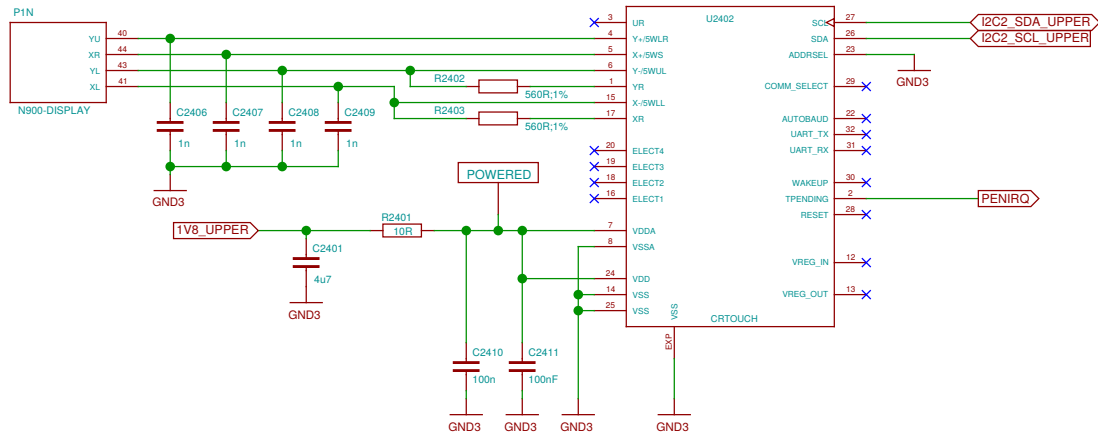 P1N
YU 40
XR 44
YL 43
XL 41
N900-DISPLAY
C2406
1n
C2407
1n
C2408
1n
C2409
1n
GND3
R2402
560R;1%
R2403
560R;1%
POWERED
1V8_UPPER
R2401
10R
C2401
4u7
GND3
C2410
100n
GND3
C2411
100nF
GND3
GND3
U2402
3 UR
4 Y+/5WLR
5 X+/5WS
6 Y-/5WUL
1 YR
15 X-/5WLL
17 XR
20 ELECT4
19 ELECT3
18 ELECT2
16 ELECT1
7 VDDA
8 VSSA
24 VDD
14 VSS
25 VSS
VSS
EXP
GND3
CRTOUCH
SCL 27
SDA 26
ADDRSEL 23
COMM_SELECT 29
AUTOBAUD 22
UART_TX 32
UART_RX 31
WAKEUP 30
TPENDING 2
RESET 28
VREG_IN 12
VREG_OUT 13
I2C2_SDA_UPPER
I2C2_SCL_UPPER
GND3
PENIRQ